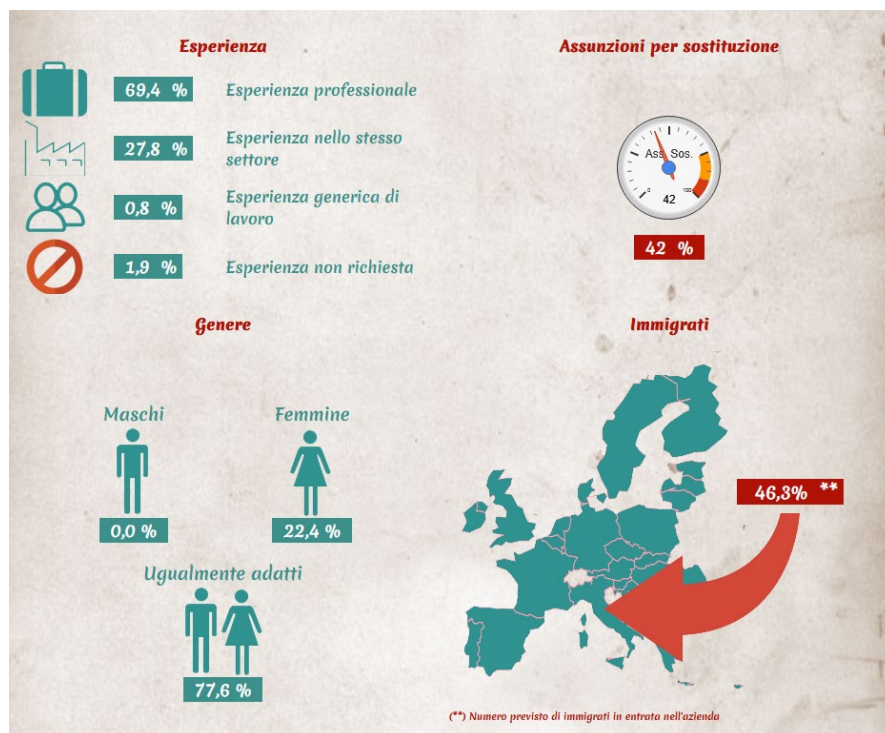 Esperienza
69,4 %
Esperienza professionale
27,8 %
Esperienza nello stesso
settore
0,8 %
Esperienza generica di
lavoro
1,9 %
Esperienza non richiesta
Assunzioni per sostituzione
Ass. Sos.
0
100
42
42 %
Genere
Maschi
Femmine
0,0 %
22,4 %
Ugualmente adatti
77,6 %
Immigrati
46,3% **
(**) Numero previsto di immigrati in entrata nell'azienda